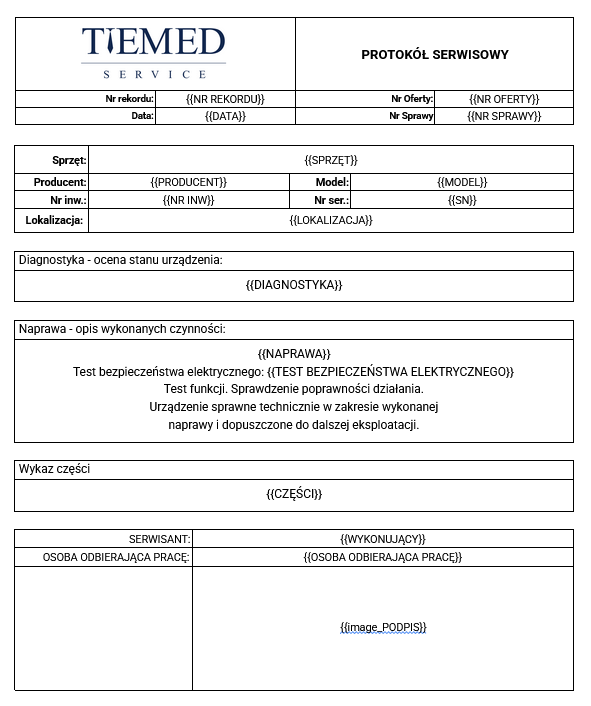 TIEMED
SERVICE
PROTOKÓŁ SERWISOWY
Nr rekordu: {{NR REKORDU}} Nr Oferty: {{NR OFERTY}}
Data: {{DATA}} Nr Sprawy {{NR SPRAWY}}
Sprzęt: {{SPRZĘT}}
Producent: {{PRODUCENT}} Model: {{MODEL}}
Nr inw.: {{NR INW}} Nr ser.: {{SN}}
Lokalizacja: {{LOKALIZACJA}}
Diagnostyka - ocena stanu urządzenia:
{{DIAGNOSTYKA}}
Naprawa - opis wykonanych czynności:
{{NAPRAWA}}
Test bezpieczeństwa elektrycznego: {{TEST BEZPIECZEŃSTWA ELEKTRYCZNEGO}}
Test funkcji. Sprawdzenie poprawności działania.
Urządzenie sprawne technicznie w zakresie wykonanej
naprawy i dopuszczone do dalszej eksploatacji.
Wykaz części
{{CZĘŚCI}}
SERWISANT: {{WYKONUJĄCY}}
OSOBA ODBIERAJĄCA PRACĘ: {{OSOBA ODBIERAJĄCA PRACĘ}}
{{image_PODPIS}}